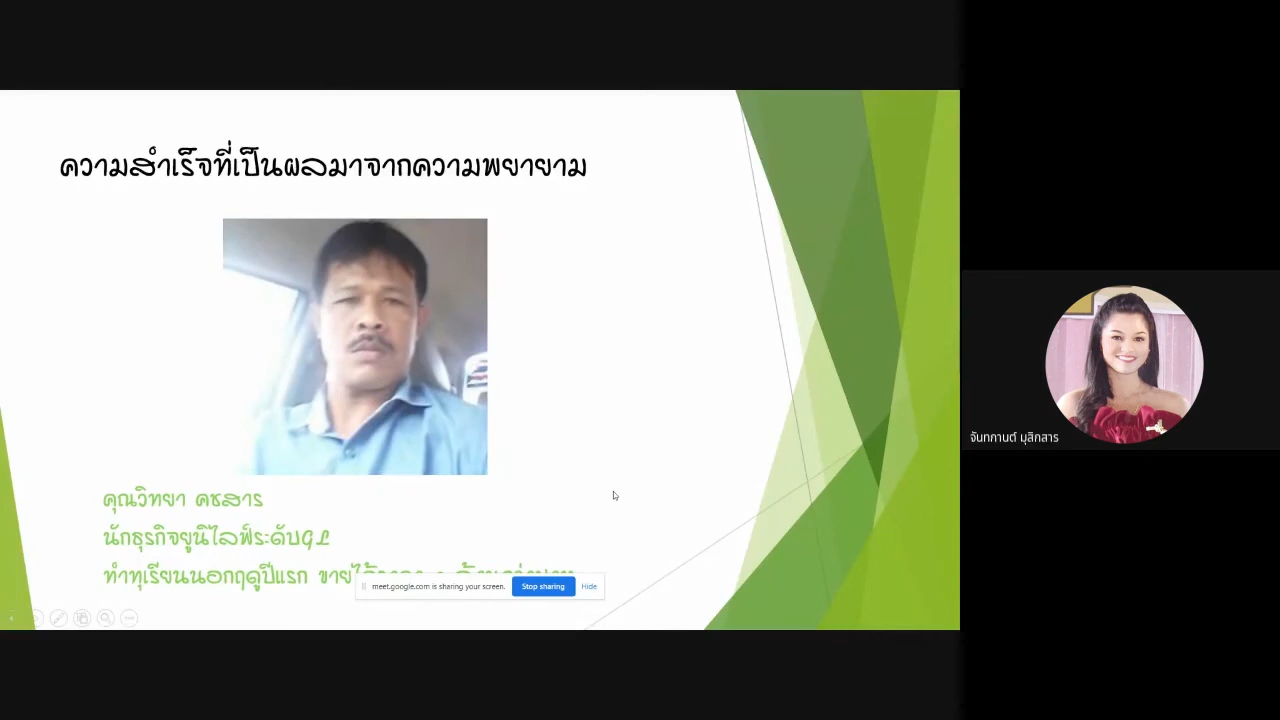 ความสำเร็จที่เป็นผลมาจากความพยายาม
คุณวิทยา คชสาร
นักธุรกิจยูนิไลฟ์ระดับGL
ทำทุเรียนนอกฤดูปีแรก
meet.google.com is sharing your screen.
Stop sharing
Hide
จันทกานต์ มุสิกสาร